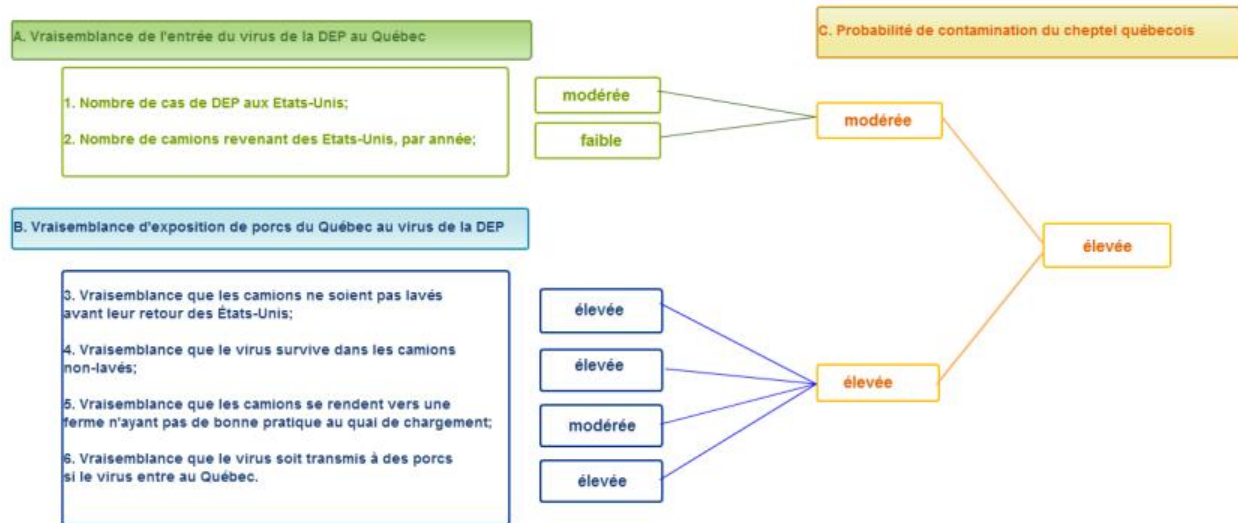 A. Vraisemblance de l'entrée du virus de la DEP au Québec
C. Probabilité de contamination du cheptel québecois
1. Nombre de cas de DEP aux Etats-Unis;
modérée
2. Nombre de camions revenant des Etats-Unis, par année;
faible
modérée
B. Vraisemblance d'exposition de porcs du Québec au virus de la DEP
élevée
3. Vraisemblance que les camions ne soient pas lavés
avant leur retour des États-Unis;
élevée
4. Vraisemblance que le virus survive dans les camions
non-lavés;
élevée
élevée
5. Vraisemblance que les camions se rendent vers une
ferme n'ayant pas de bonne pratique au quai de chargement;
modérée
6. Vraisemblance que le virus soit transmis à des porcs
si le virus entre au Québec.
élevée